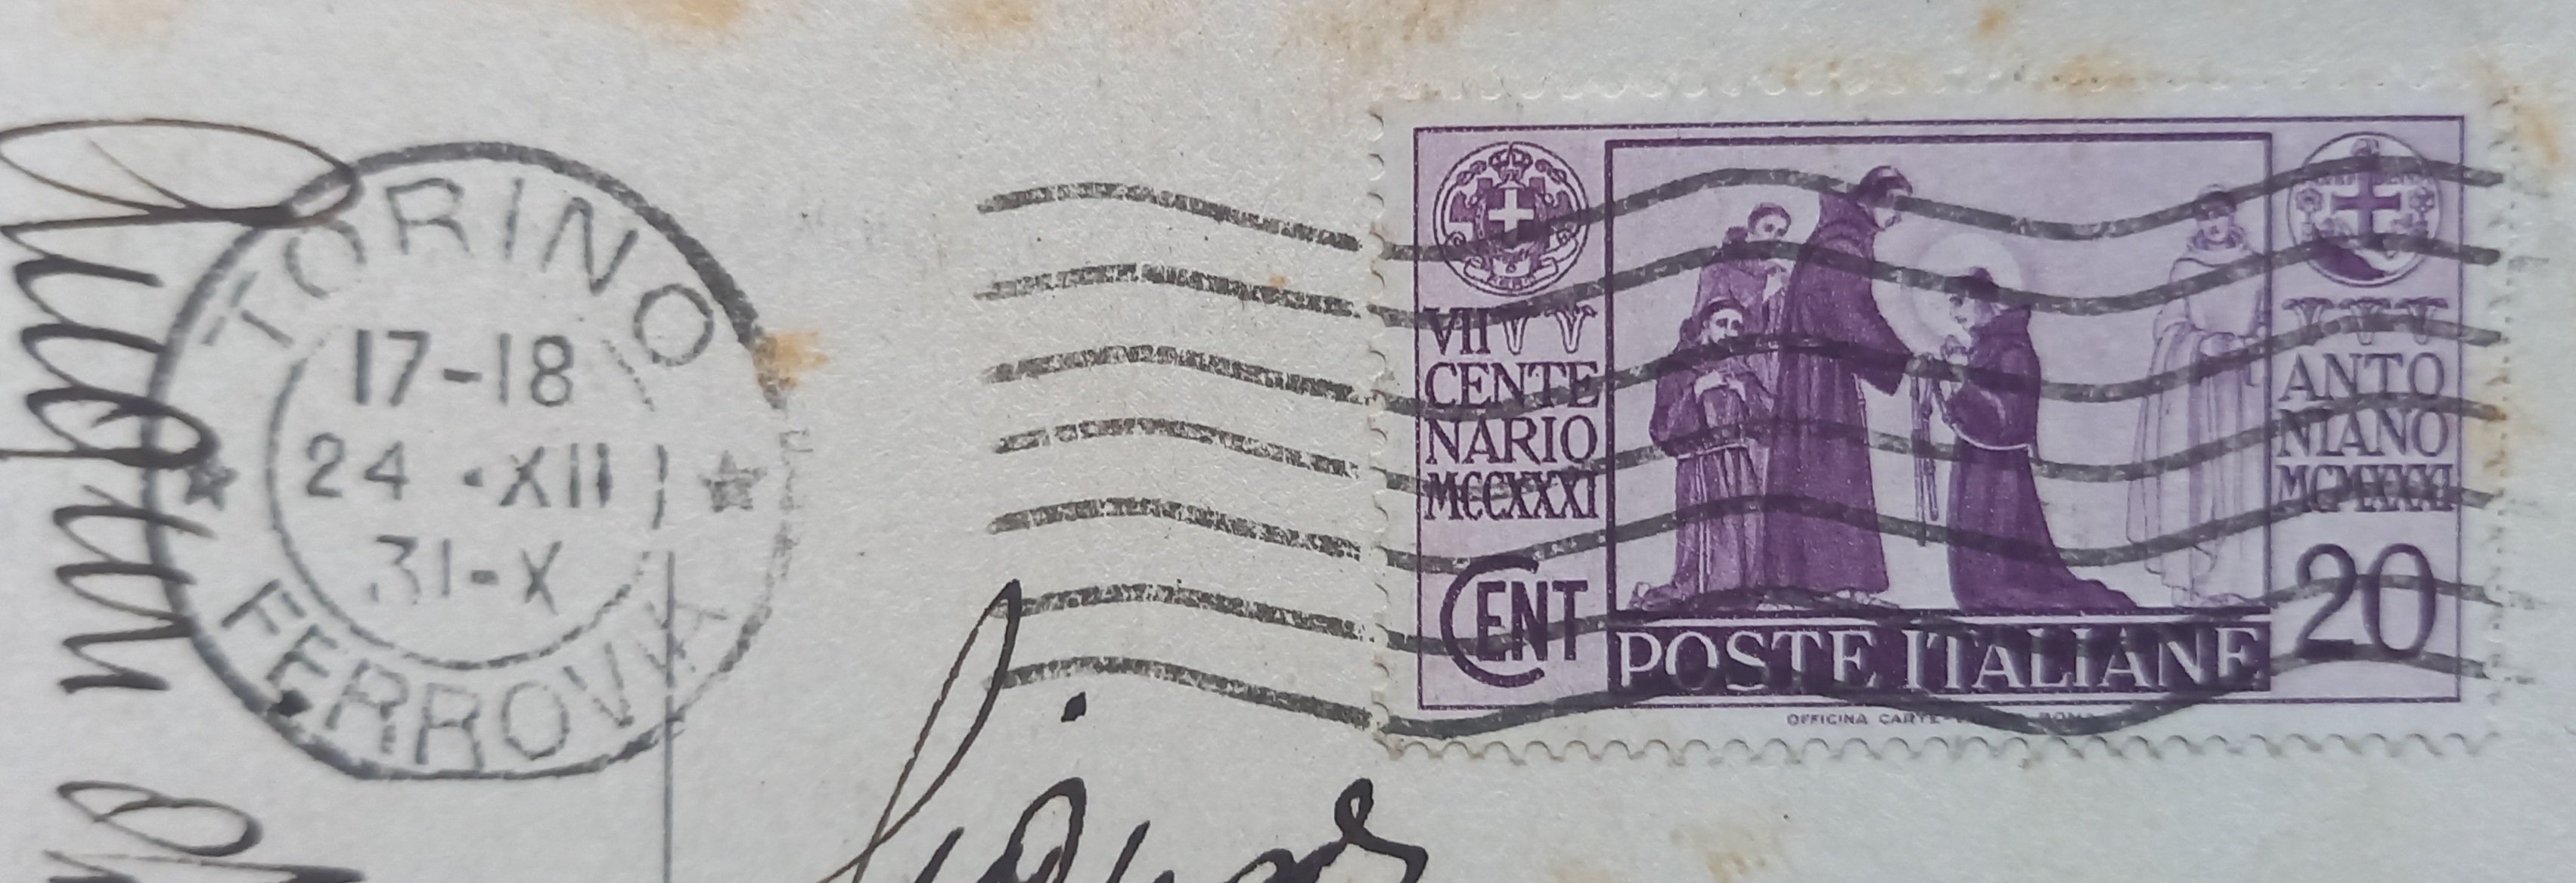 TORINO
17-18
24 ·XII
31-X
FERROVIA
VII
CENTE
NARIO
MCCXXXI
CENT
POSTE ITALIANE
ANTO
NIANO
MCMXXXI
20
OFFICINA CARTE
ROMA